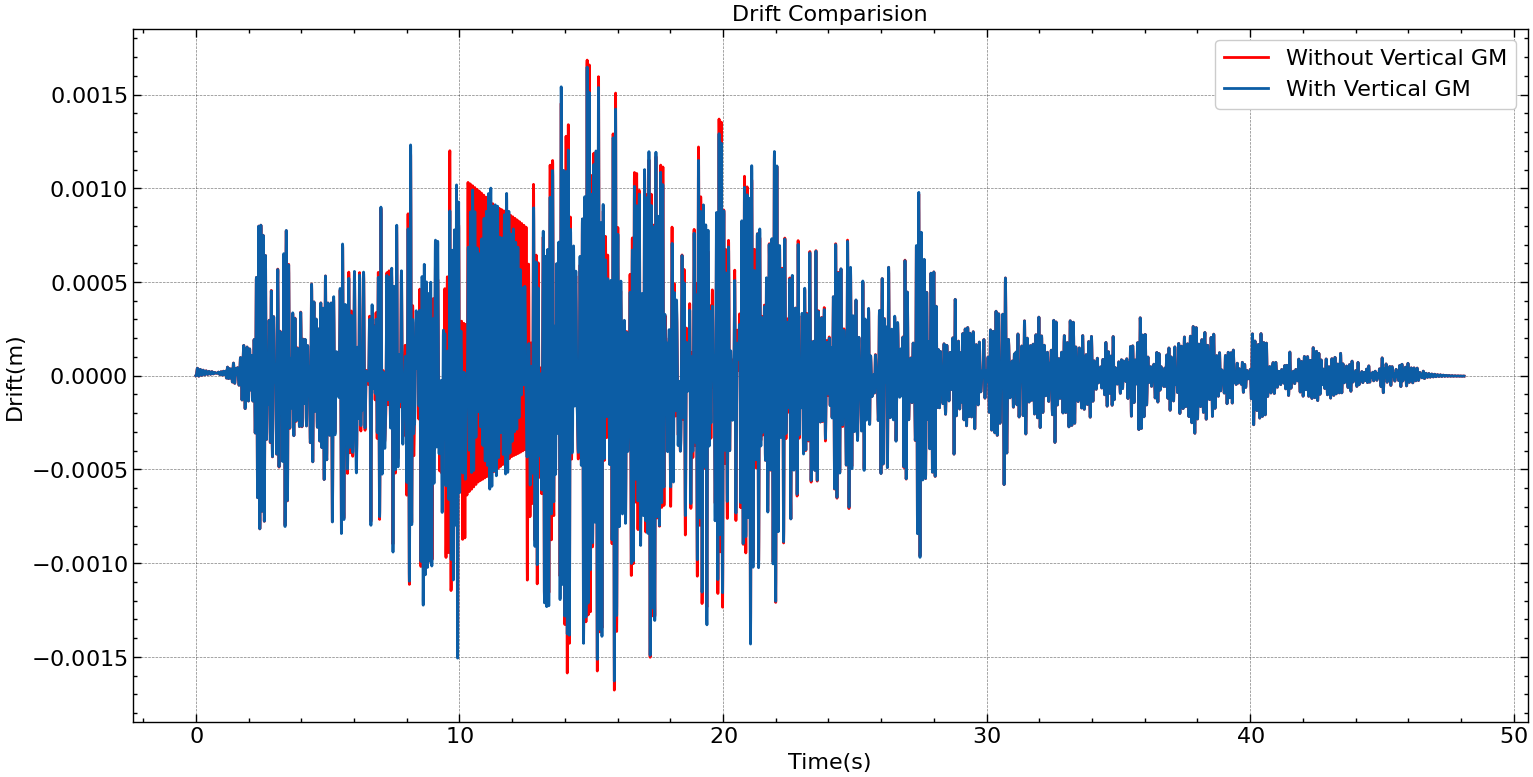 Drift Comparision
Without Vertical GM
With Vertical GM
Drift(m)
0.0015
0.0010
0.0005
0.0000
−0.0005
−0.0010
−0.0015
0 10 20 30 40 50
Time(s)